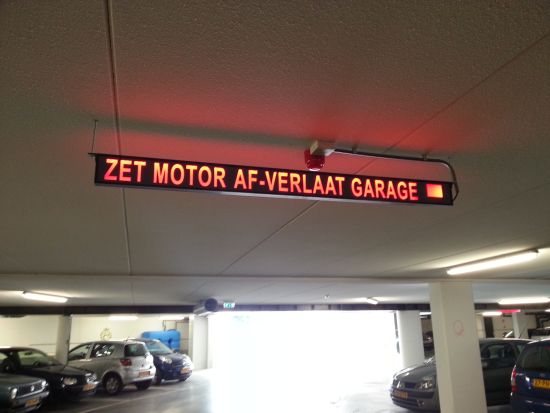 ZET MOTOR AF-VERLAAT GARAGE